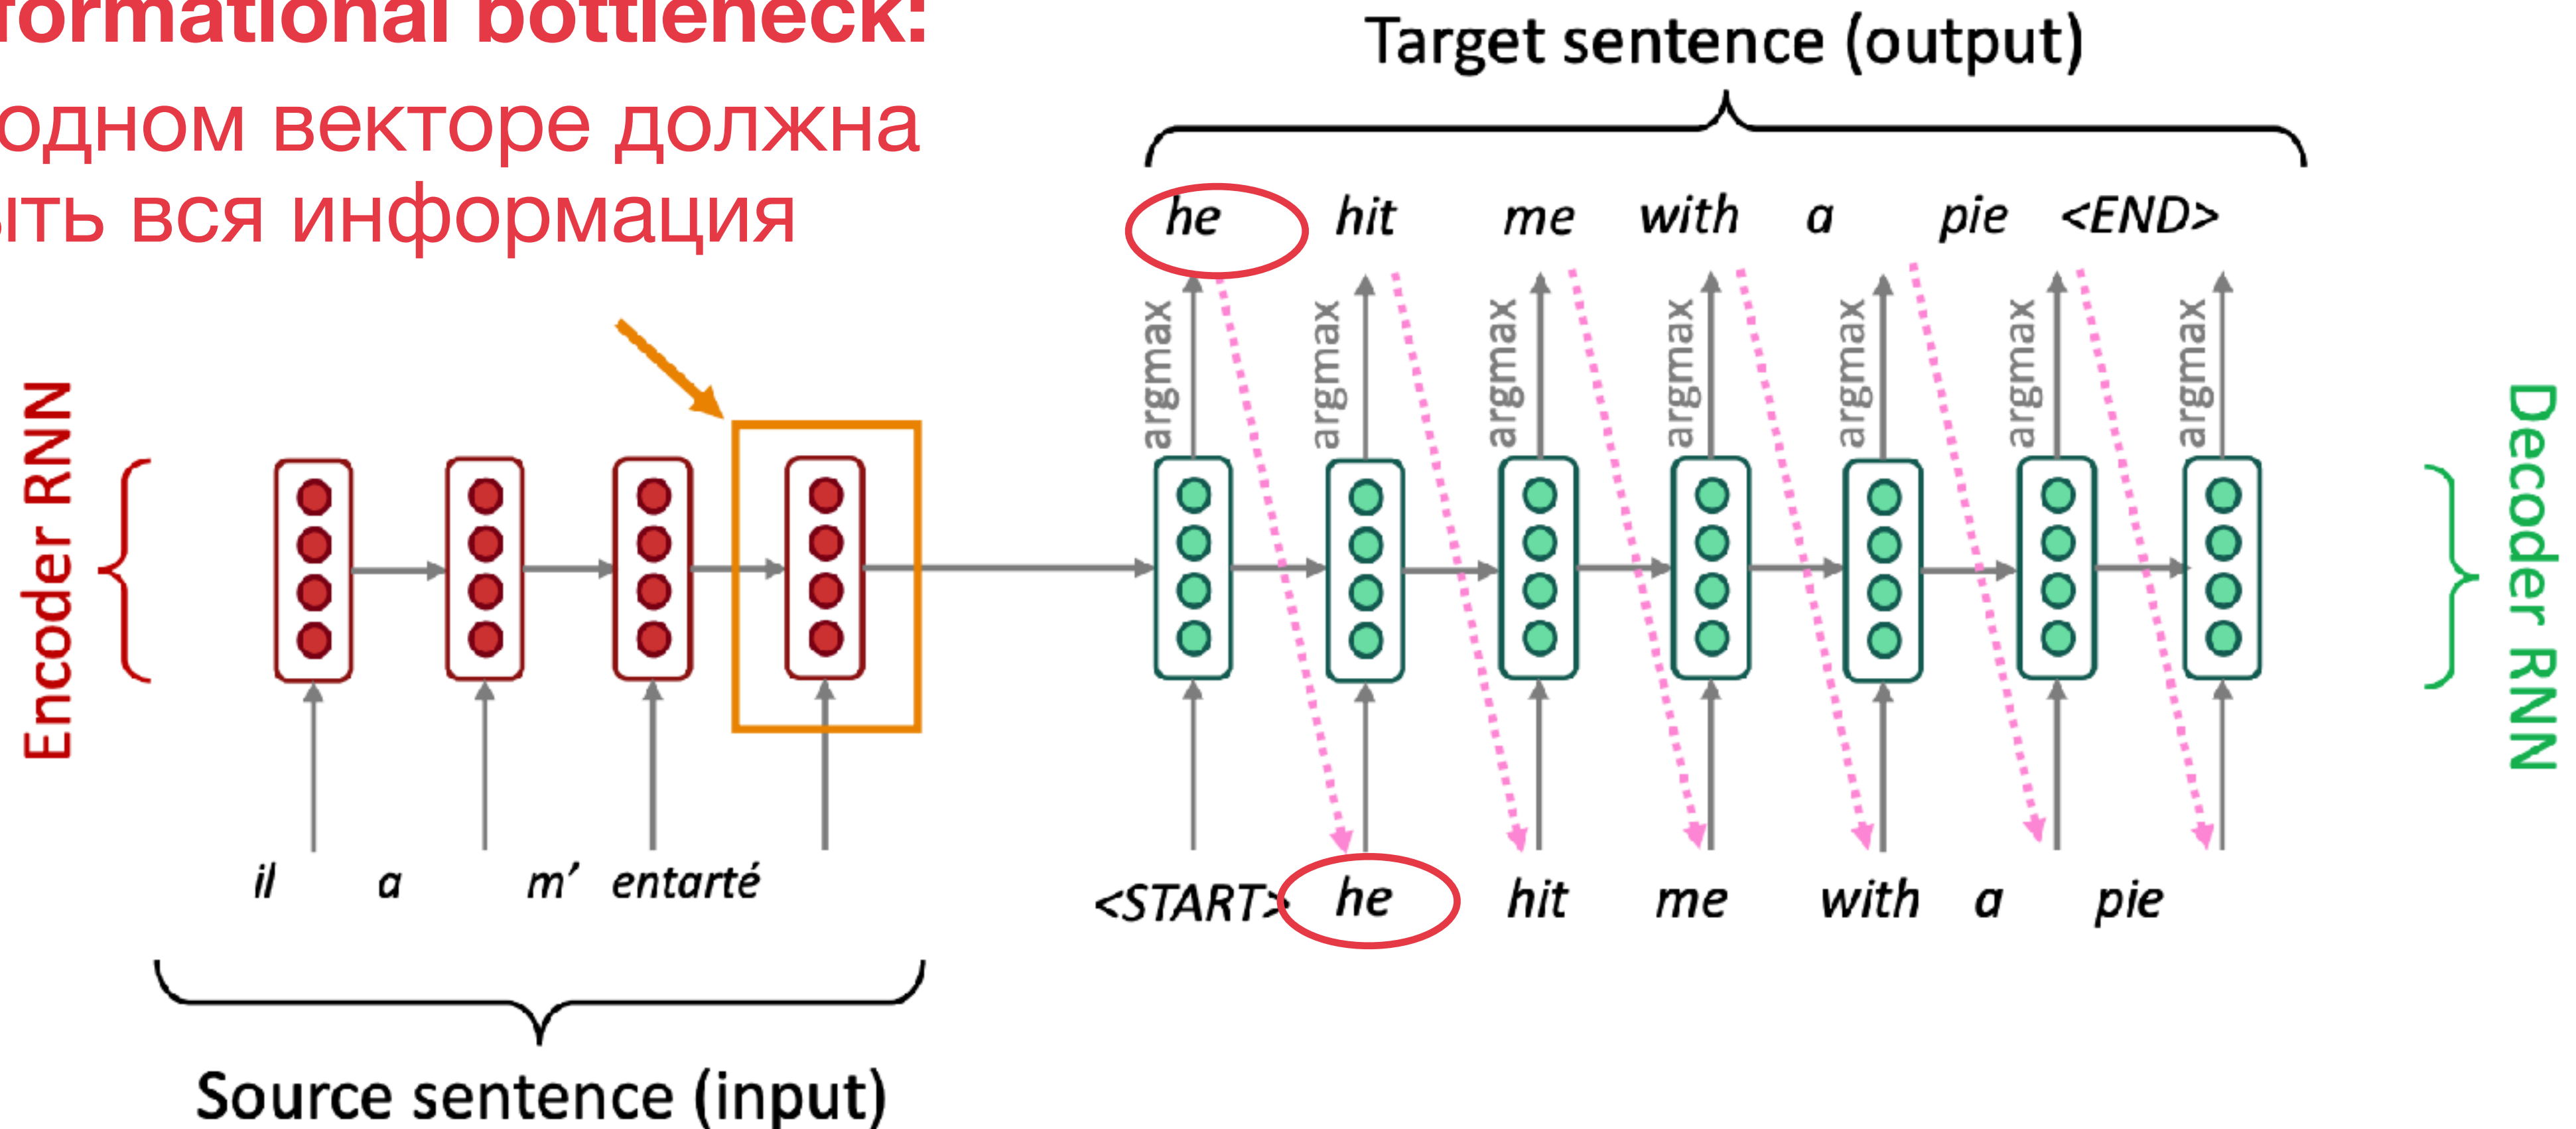 formational bottleneck:
одном векторе должна
ыть вся информация
Target sentence (output)
he hit me with a pie <END>
argmax argmax argmax argmax argmax argmax argmax
Encoder RNN
Decoder RNN
il a m’ entarté
<START> he hit me with a pie
Source sentence (input)